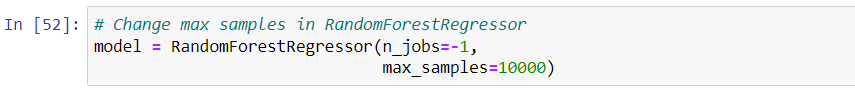 In [52]: # Change max samples in RandomForestRegressor
model = RandomForestRegressor(n_jobs=-1,
max_samples=10000)